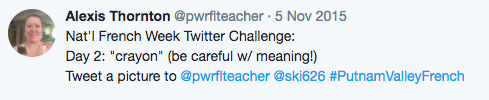 Alexis Thornton @pwrflteacher · 5 Nov 2015
Nat'l French Week Twitter Challenge:
Day 2: "crayon" (be careful w/ meaning!)
Tweet a picture to @pwrflteacher @ski626 #PutnamValleyFrench